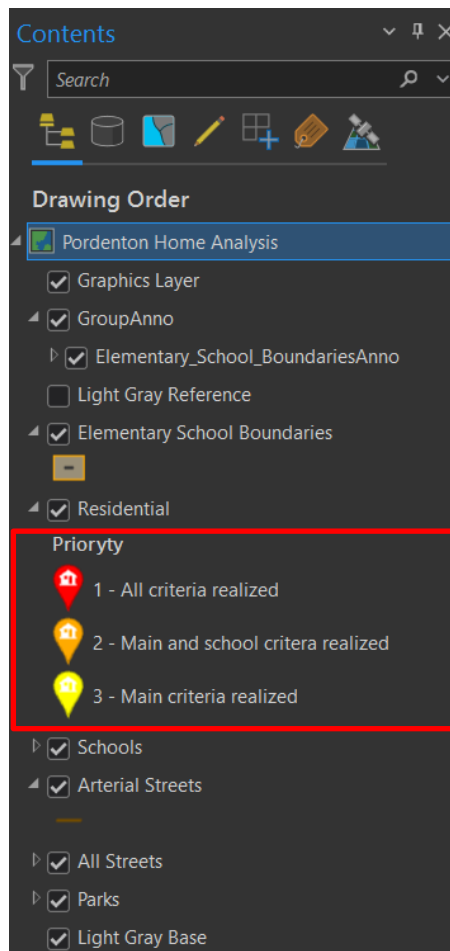 Contents
Search
Drawing Order
Pordenton Home Analysis
Graphics Layer
GroupAnno
Elementary_School_BoundariesAnno
Light Gray Reference
Elementary School Boundaries
Residential
Prioryty
1 - All criteria realized
2 - Main and school critera realized
3 - Main criteria realized
Schools
Arterial Streets
All Streets
Parks
Light Gray Base